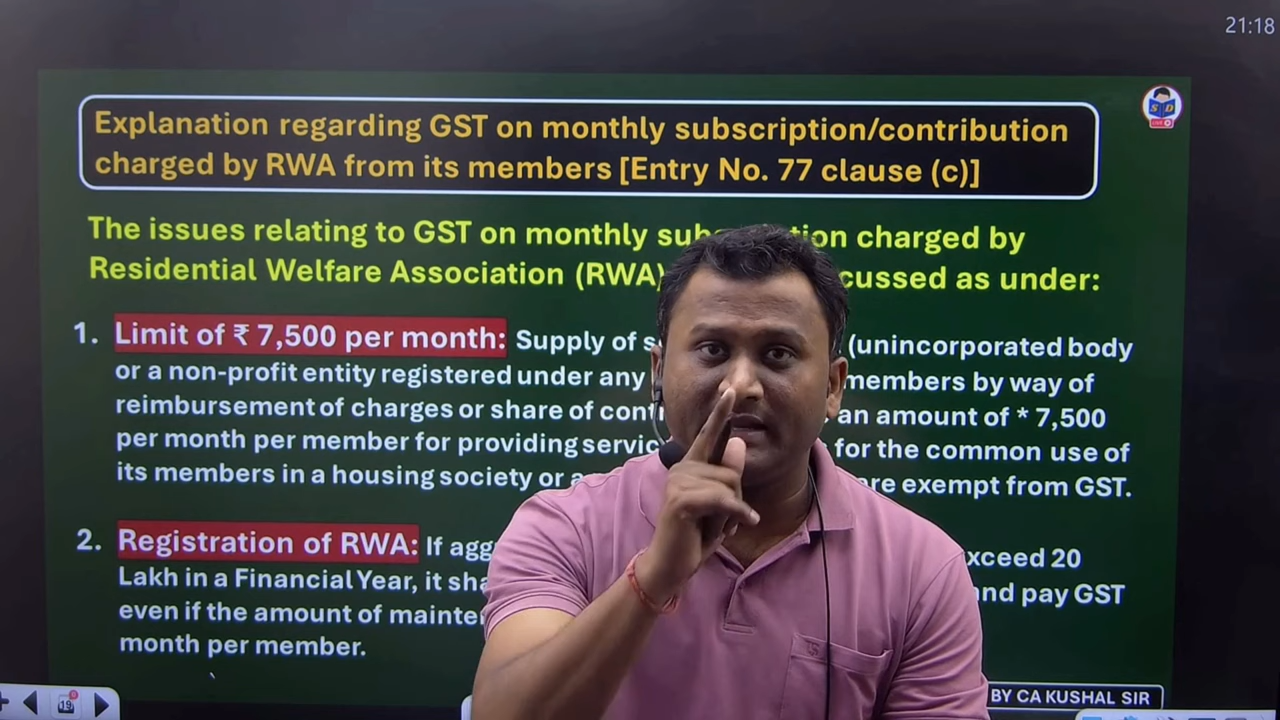 21:18
Explanation regarding GST on monthly subscription/contribution
charged by RWA from its members [Entry No. 77 clause (c)]
The issues relating to GST on monthly charged by
Residential Welfare Association (RWA) as under:
1. Limit of ₹ 7,500 per month: Supply of (unincorporated body
or a non-profit entity registered under any members by way of
reimbursement of charges or share of an amount of * 7,500
per month per member for providing for the common use of
its members in a housing society or are exempt from GST.
2. Registration of RWA: If 20
Lakh in a Financial Year, it and pay GST
even if the amount of
month per member.
19
BY CA KUSHAL SIR